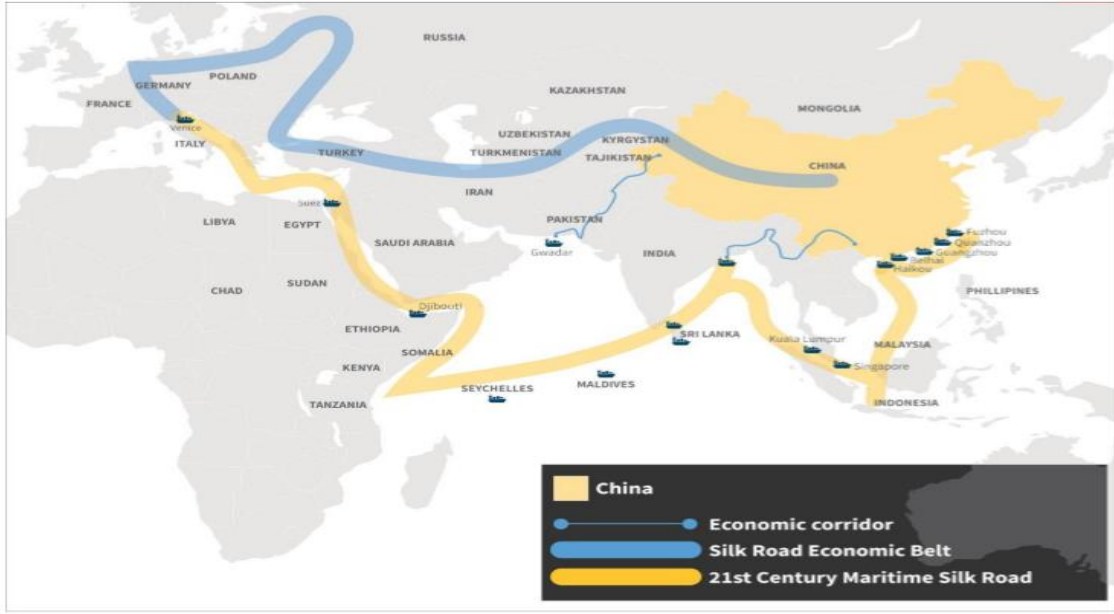 RUSSIA
POLAND
GERMANY
FRANCE
KAZAKHSTAN
MONGOLIA
Venice
ITALY
UZBEKISTAN
KYRGYSTAN
TURKEY
TURKMENISTAN
TAJIKISTAN
CHINA
IRAN
Suez
LIBYA
EGYPT
PAKISTAN
SAUDI ARABIA
Gwadar
INDIA
Fuzhou
Quanzhou
Guangzhou
Beihai
Haikou
CHAD
SUDAN
PHILLIPINES
Djibouti
ETHIOPIA
SRI LANKA
Kuala Lumpur
MALAYSIA
SOMALIA
KENYA
Singapore
SEYCHELLES
MALDIVES
TANZANIA
INDONESIA
China
Economic corridor
Silk Road Economic Belt
21st Century Maritime Silk Road